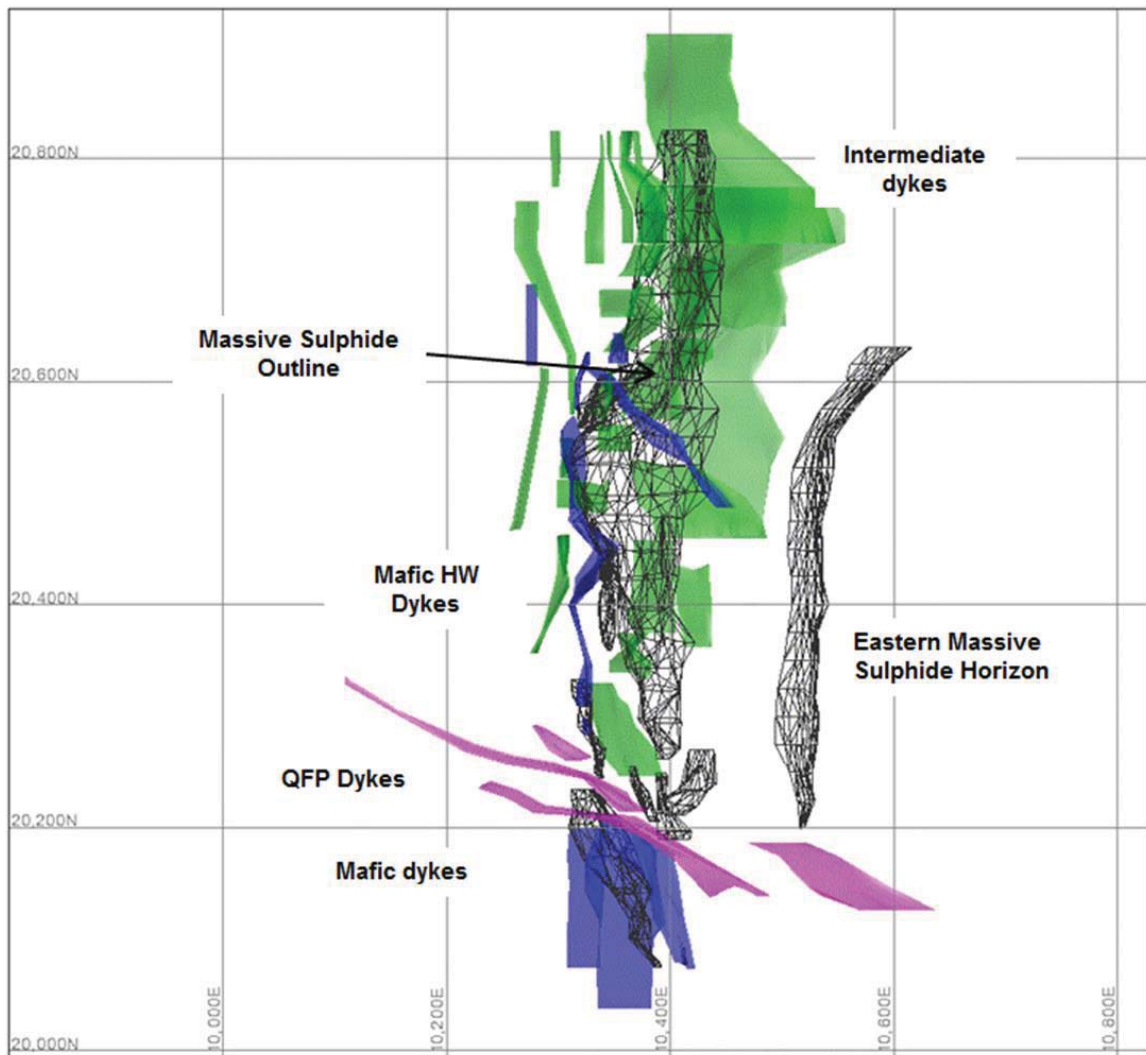 20,800N
Intermediate
dykes
Massive Sulphide
Outline
20,600N
Mafic HW
Dykes
20,400N
Eastern Massive
Sulphide Horizon
QFP Dykes
20,200N
Mafic dykes
10,000E
10,200E
10,400E
10,600E
10,800E
20,000N